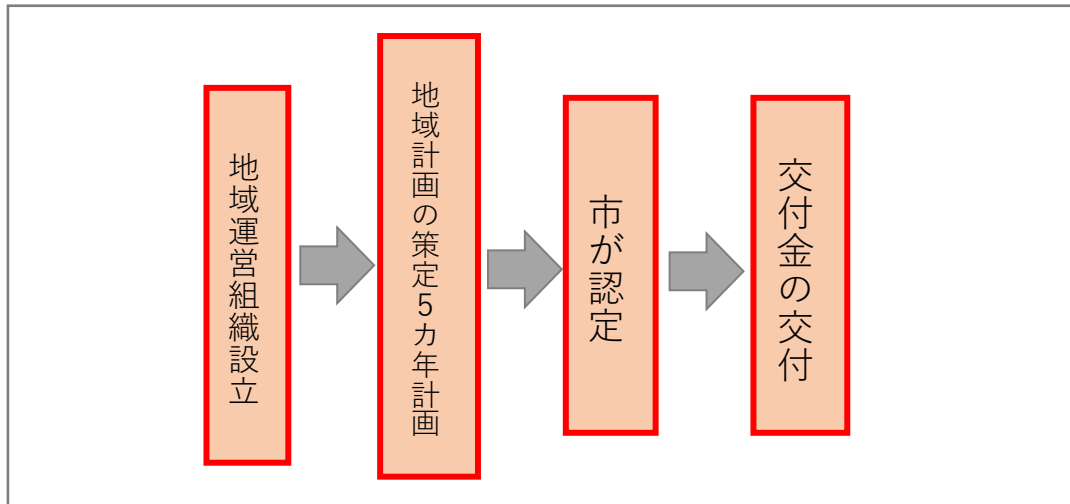 地域運営組織設立
地域計画の策定5カ年計画
市が認定
交付金の交付